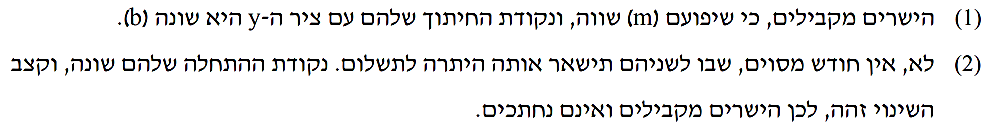 (1) הישרים מקבילים, כי שיפועם (m) שווה, ונקודת החיתוך שלהם עם ציר ה-y היא שונה (b).
(2) לא, אין חודש מסוים, שבו לשניהם תישאר אותה היתרה לתשלום. נקודת ההתחלה שלהם שונה, וקצב
השינוי זהה, לכן הישרים מקבילים ואינם נחתכים.